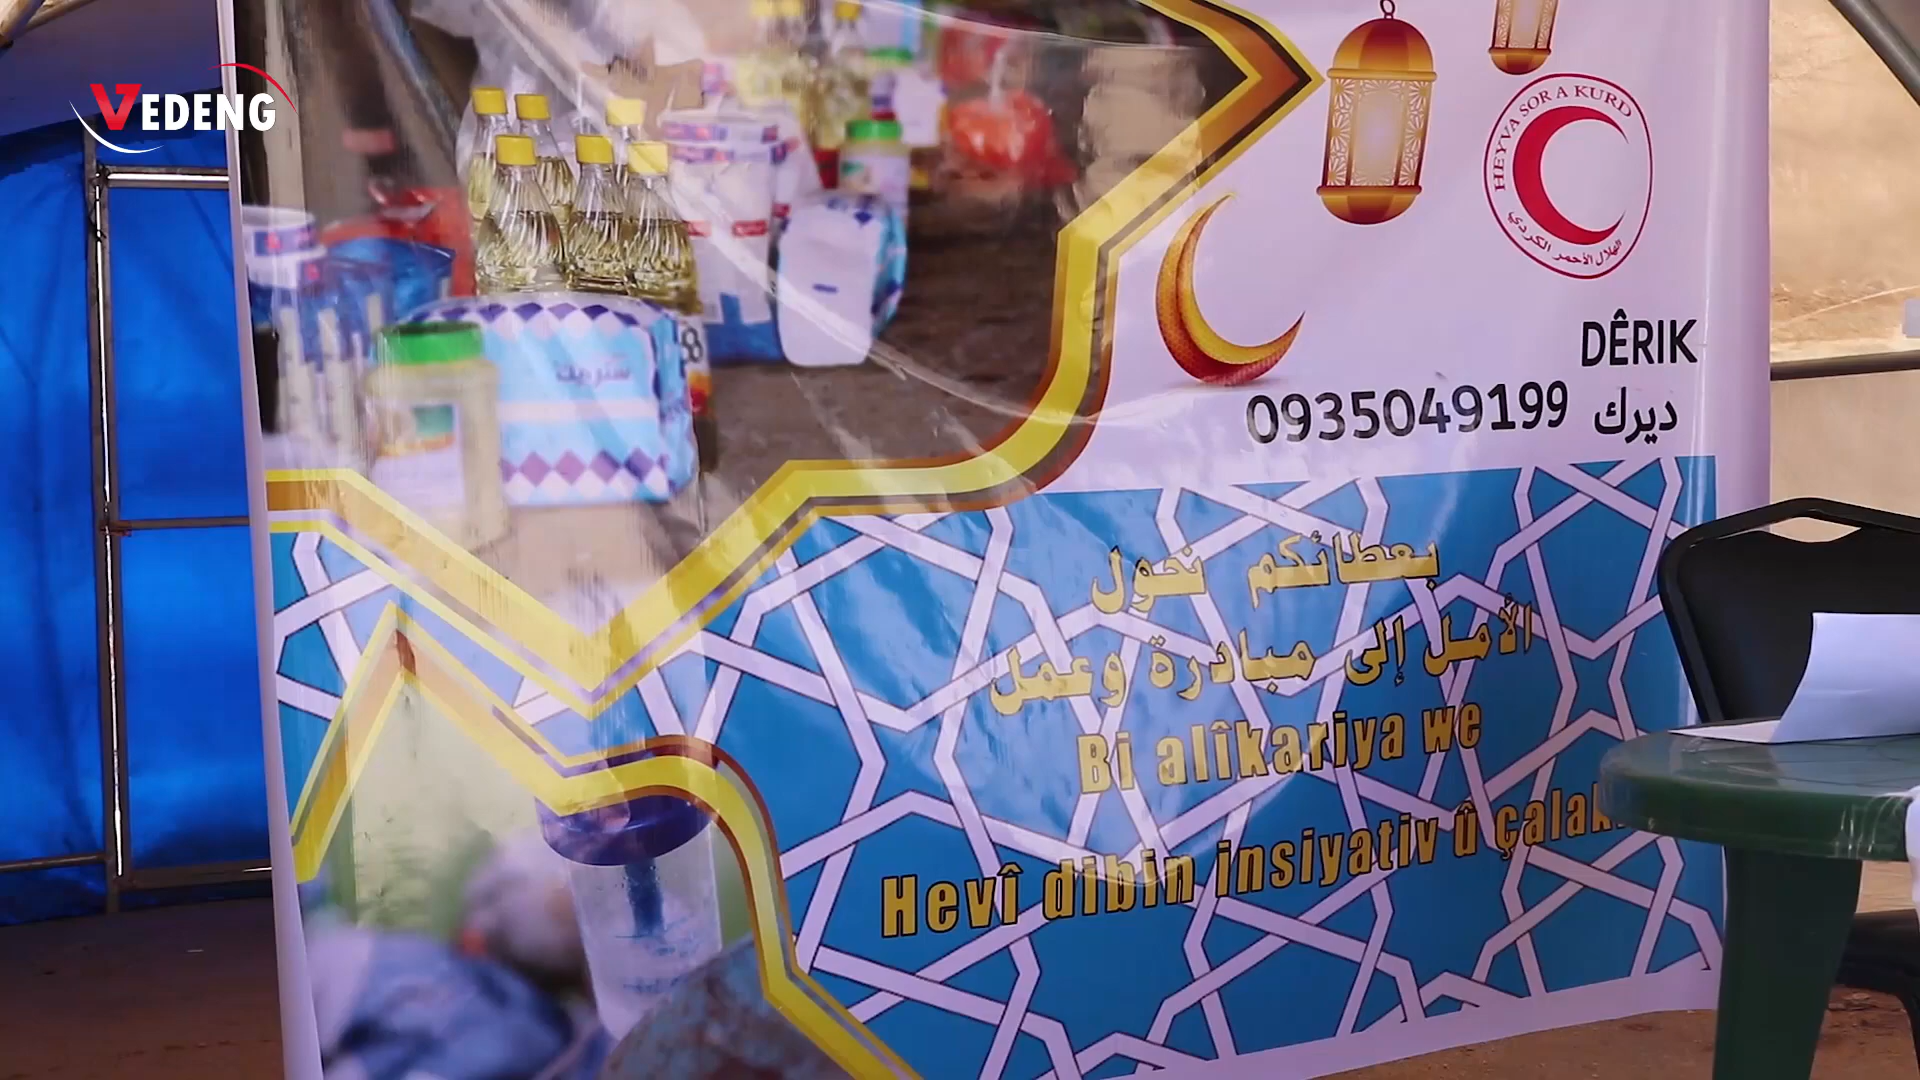 VEDENG
HEYVA SOR A KURD
الهلال الأحمر الكردي
DÊRIK
0935049199 ديرك
بعطائكم نحول
الأمل إلى مبادرة وعمل
Bi alîkariya we
Hevî dibin insiyativ û